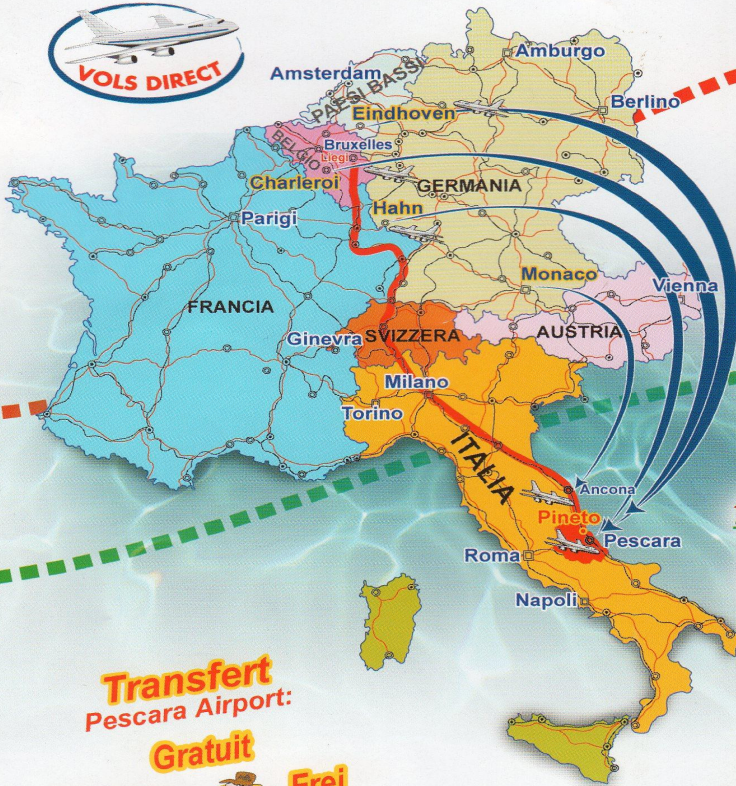 VOLS DIRECT
Amburgo
Amsterdam
PAESI BASSI
Berlino
Eindhoven
Bruxelles
BELGIO
Liegi
Charleroi
GERMANIA
Hahn
Parigi
Monaco
Vienna
FRANCIA
Ginevra
SVIZZERA
AUSTRIA
Milano
Torino
ITALIA
Ancona
Pineto
Pescara
Roma
Napoli
Transfert
Pescara Airport:
Gratuit
Frei